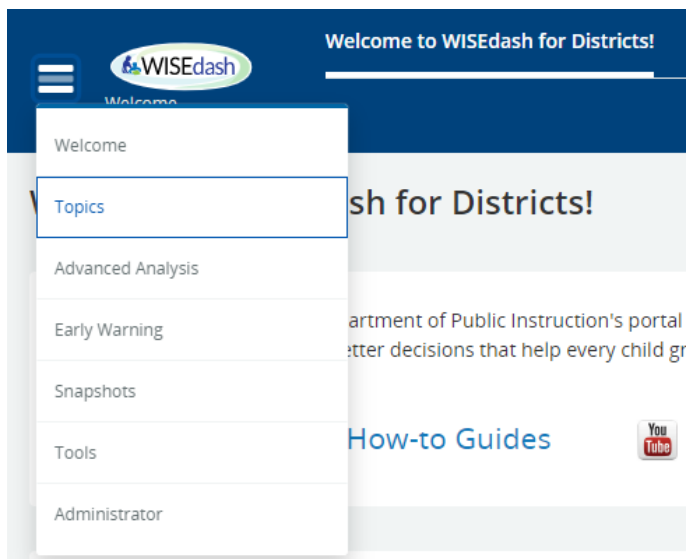 WISEdash
Welcome to WISEdash for Districts!
Welcome
Welcome
Topics
Advanced Analysis
Early Warning
Snapshots
Tools
Administrator
sh for Districts!
artment of Public Instruction's portal
etter decisions that help every child gr
How-to Guides
You
Tube